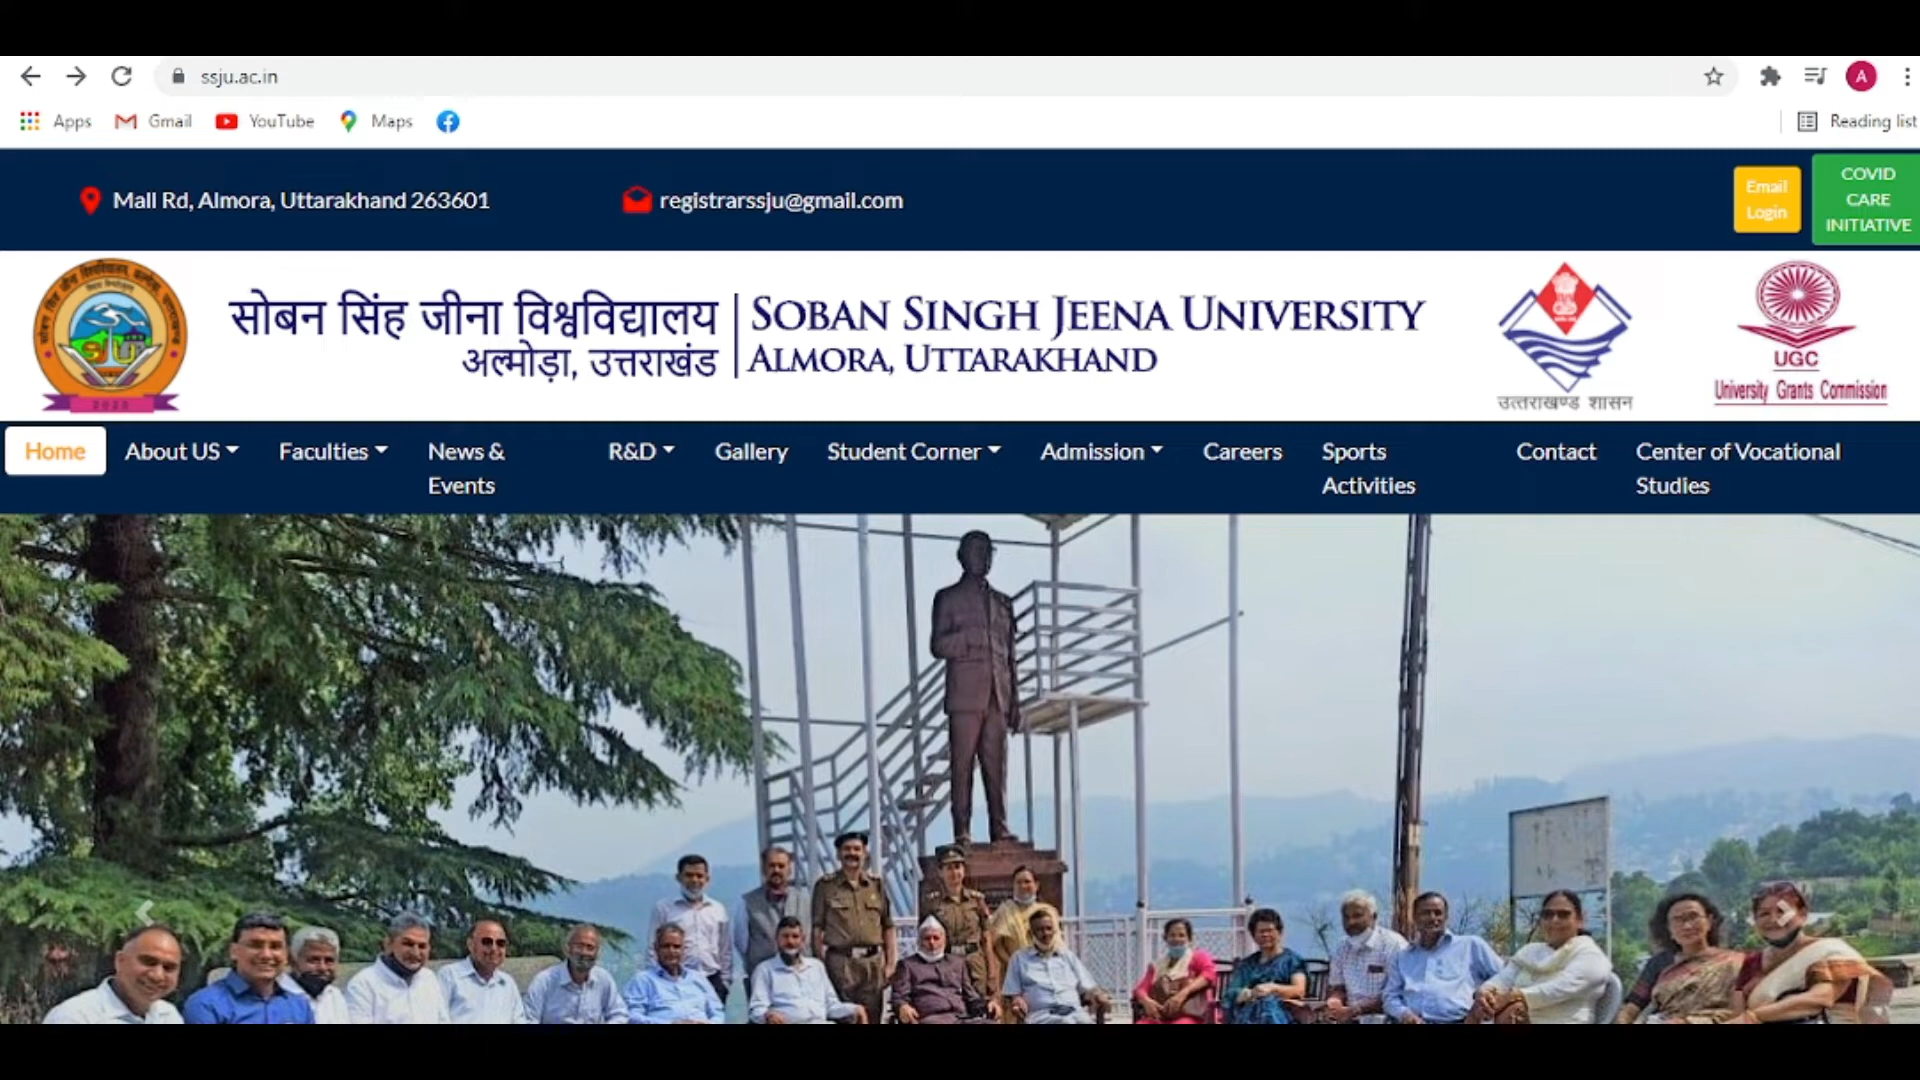 ssju.ac.in
A
Apps
Gmail
YouTube
Maps
Reading list
Mall Rd, Almora, Uttarakhand 263601
registrarssju@gmail.com
Email
Login
COVID
CARE
INITIATIVE
सोबन सिंह जीना विश्वविद्यालय
अल्मोड़ा, उत्तराखंड
SOBAN SINGH JEENA UNIVERSITY
ALMORA, UTTARAKHAND
उत्तराखण्ड शासन
UGC
University Grants Commission
Home
About US
Faculties
News &
Events
R&D
Gallery
Student Corner
Admission
Careers
Sports
Activities
Contact
Center of Vocational
Studies